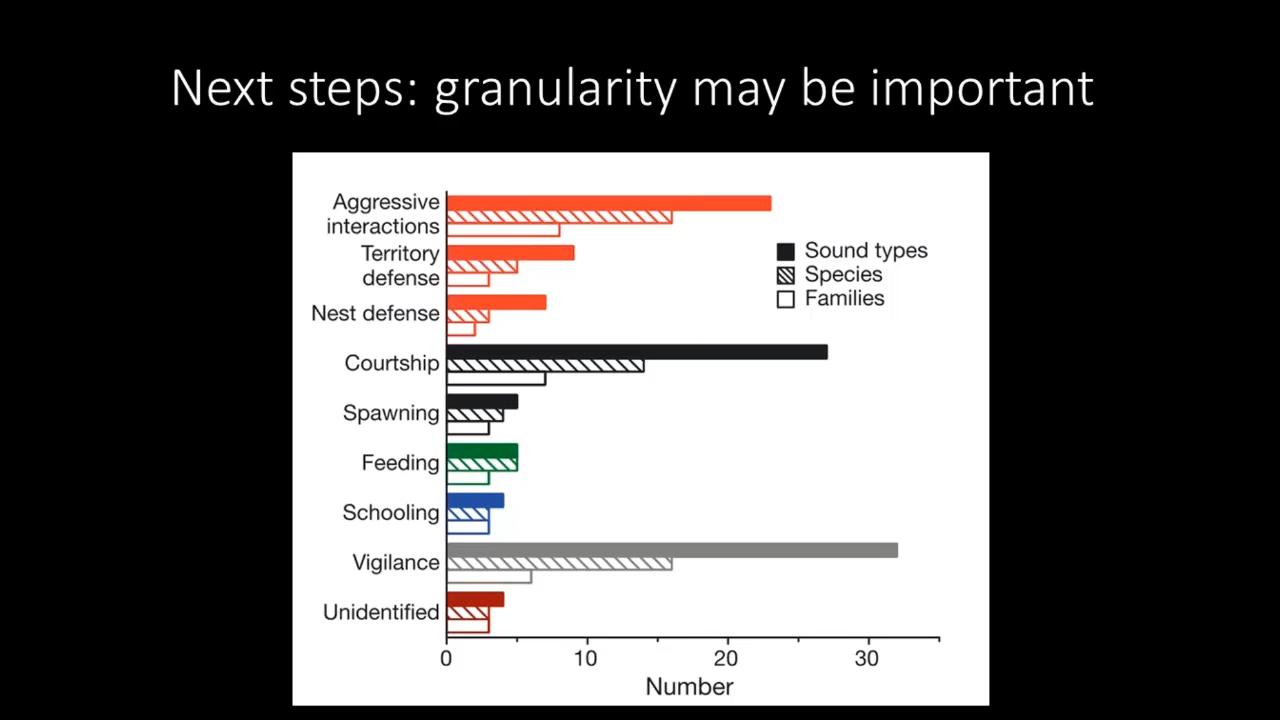 Next steps: granularity may be important
Aggressive
interactions
Territory
defense
Nest defense
Courtship
Spawning
Feeding
Schooling
Vigilance
Unidentified
Sound types
Species
Families
0 10 20 30
Number